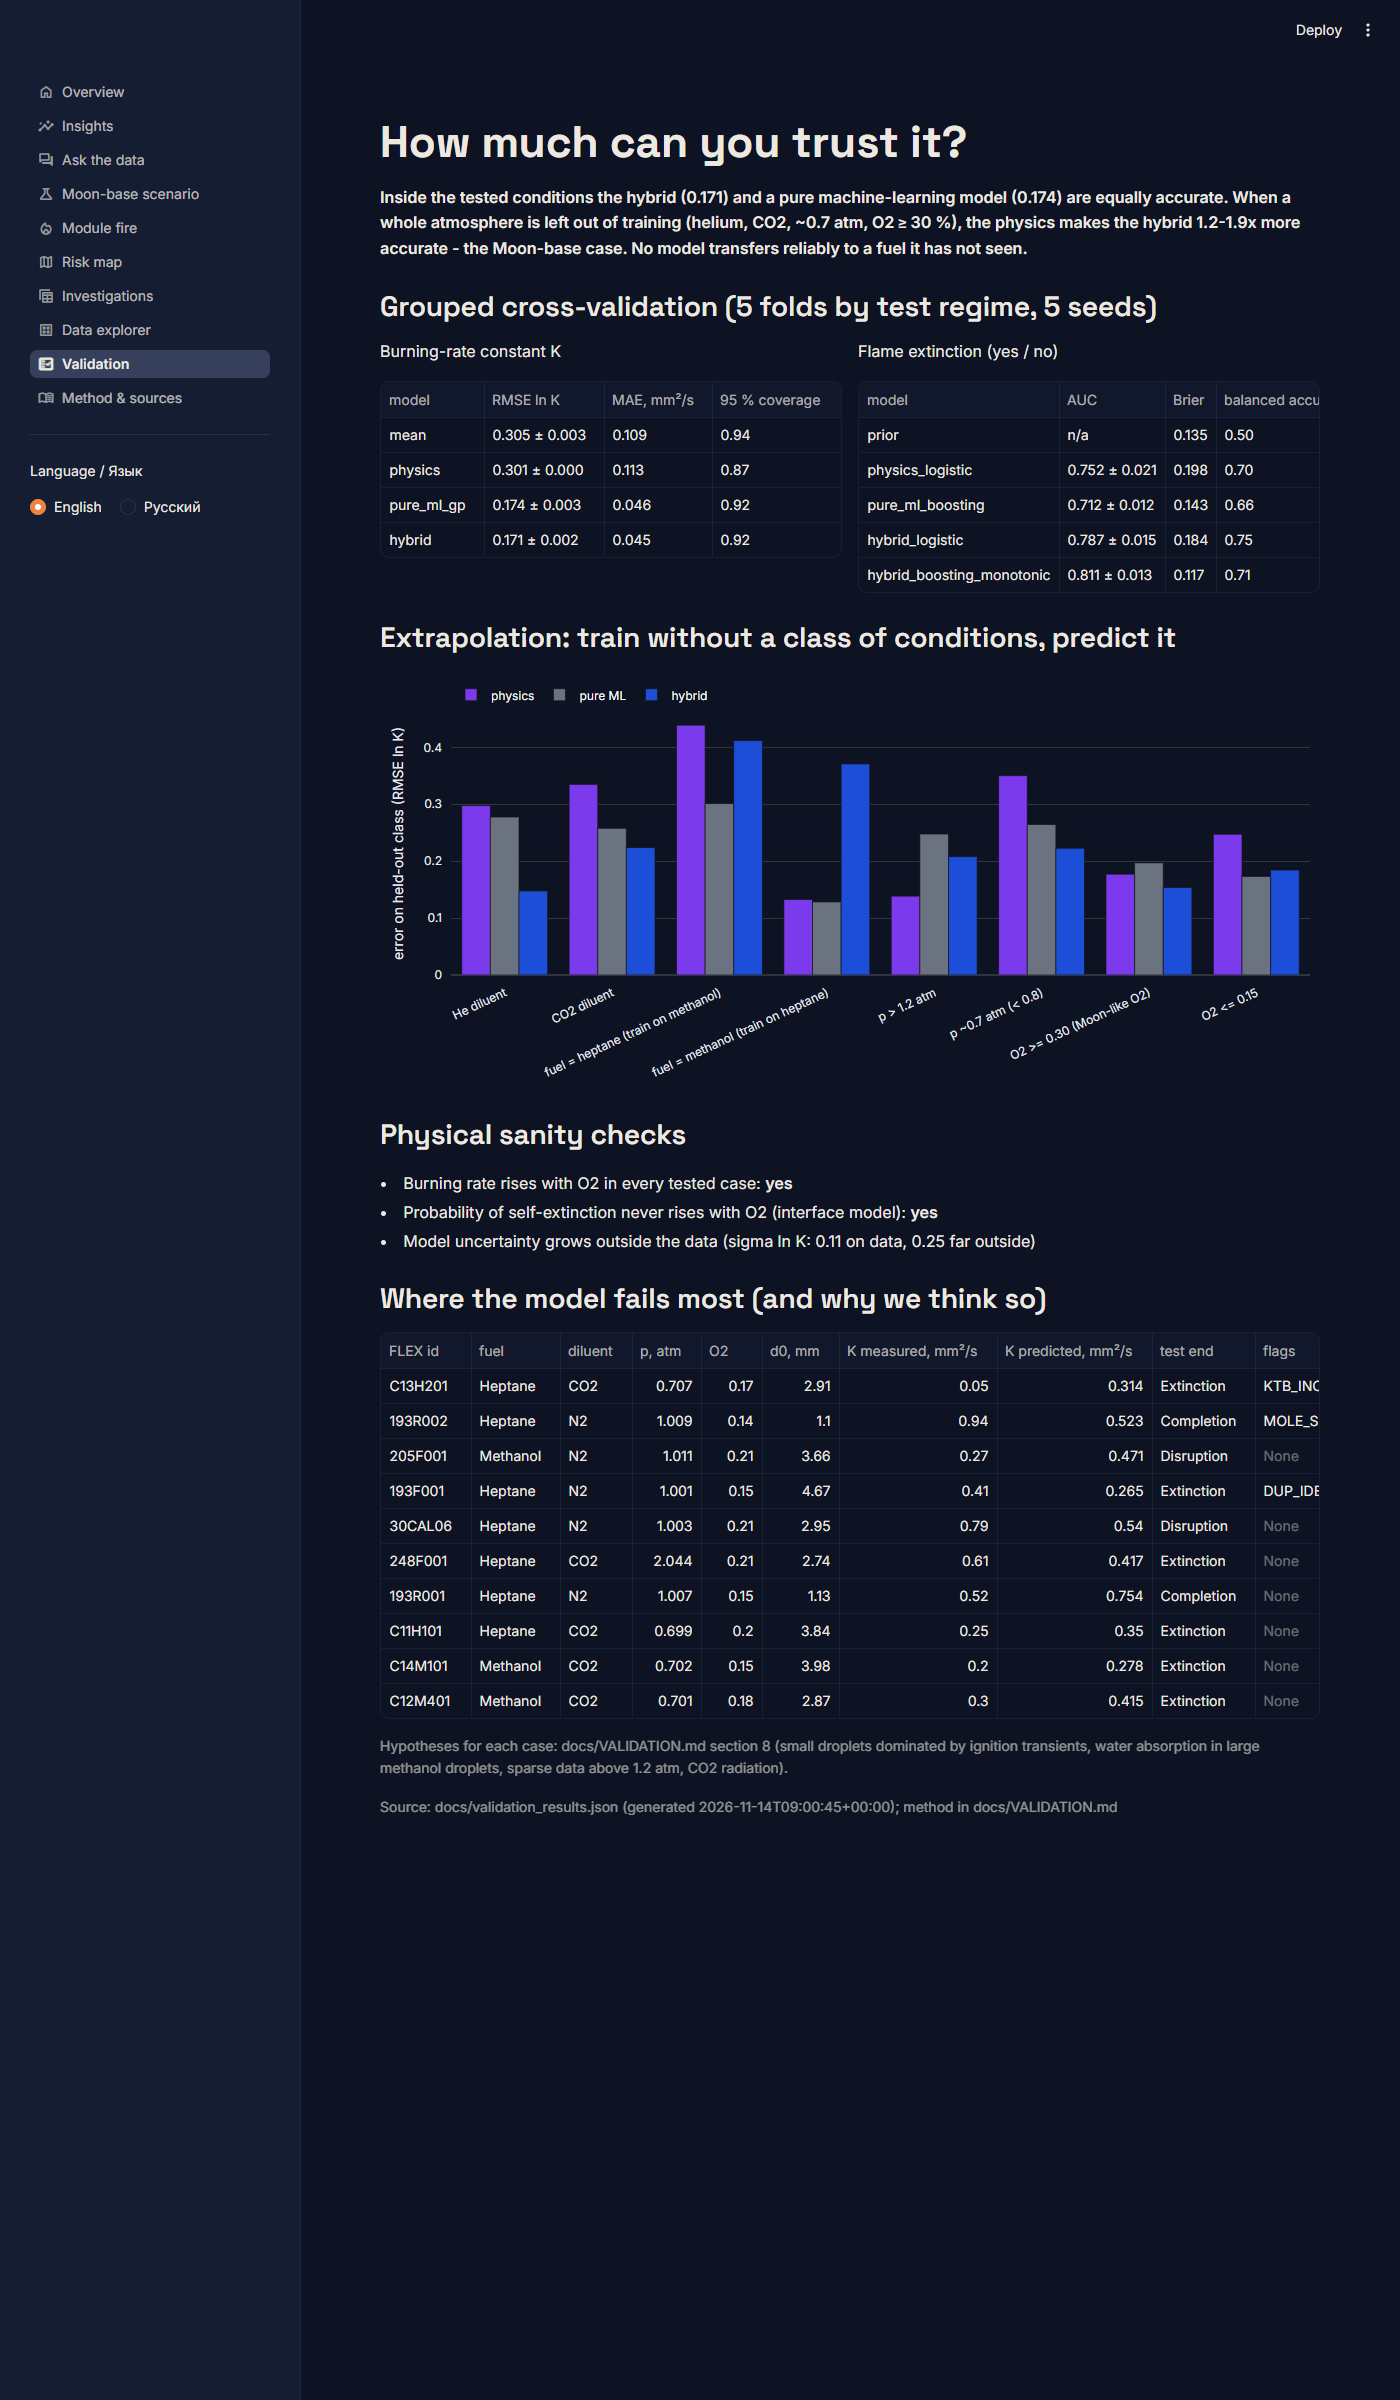 Deploy
Overview
Insights
Ask the data
Moon-base scenario
Module fire
Risk map
Investigations
Data explorer
Validation
Method & sources
Language / Язык
English Русский
How much can you trust it?
Inside the tested conditions the hybrid (0.171) and a pure machine-learning model (0.174) are equally accurate. When a
whole atmosphere is left out of training (helium, CO2, ~0.7 atm, O2 ≥ 30 %), the physics makes the hybrid 1.2-1.9x more
accurate - the Moon-base case. No model transfers reliably to a fuel it has not seen.
Grouped cross-validation (5 folds by test regime, 5 seeds)
Burning-rate constant K
model RMSE ln K MAE, mm²/s 95 % coverage
mean 0.305 ± 0.003 0.109 0.94
physics 0.301 ± 0.000 0.113 0.87
pure_ml_gp 0.174 ± 0.003 0.046 0.92
hybrid 0.171 ± 0.002 0.045 0.92
Flame extinction (yes / no)
model AUC Brier balanced accu
prior n/a 0.135 0.50
physics_logistic 0.752 ± 0.021 0.198 0.70
pure_ml_boosting 0.712 ± 0.012 0.143 0.66
hybrid_logistic 0.787 ± 0.015 0.184 0.75
hybrid_boosting_monotonic 0.811 ± 0.013 0.117 0.71
Extrapolation: train without a class of conditions, predict it
physics pure ML hybrid
error on held-out class (RMSE ln K)
0.4
0.3
0.2
0.1
0
He diluent
CO2 diluent
fuel = heptane (train on methanol)
fuel = methanol (train on heptane)
p > 1.2 atm
p ~0.7 atm (< 0.8)
O2 >= 0.30 (Moon-like O2)
O2 <= 0.15
Physical sanity checks
• Burning rate rises with O2 in every tested case: yes
• Probability of self-extinction never rises with O2 (interface model): yes
• Model uncertainty grows outside the data (sigma ln K: 0.11 on data, 0.25 far outside)
Where the model fails most (and why we think so)
FLEX id fuel diluent p, atm O2 d0, mm K measured, mm²/s K predicted, mm²/s test end flags
C13H201 Heptane CO2 0.707 0.17 2.91 0.05 0.314 Extinction KTB_INC
193R002 Heptane N2 1.009 0.14 1.1 0.94 0.523 Completion MOLE_S
205F001 Methanol N2 1.011 0.21 3.66 0.27 0.471 Disruption None
193F001 Heptane N2 1.001 0.15 4.67 0.41 0.265 Extinction DUP_IDE
30CAL06 Heptane N2 1.003 0.21 2.95 0.79 0.54 Disruption None
248F001 Heptane CO2 2.044 0.21 2.74 0.61 0.417 Extinction None
193R001 Heptane N2 1.007 0.15 1.13 0.52 0.754 Completion None
C11H101 Heptane CO2 0.699 0.2 3.84 0.25 0.35 Extinction None
C14M101 Methanol CO2 0.702 0.15 3.98 0.2 0.278 Extinction None
C12M401 Methanol CO2 0.701 0.18 2.87 0.3 0.415 Extinction None
Hypotheses for each case: docs/VALIDATION.md section 8 (small droplets dominated by ignition transients, water absorption in large
methanol droplets, sparse data above 1.2 atm, CO2 radiation).
Source: docs/validation_results.json (generated 2026-11-14T09:00:45+00:00); method in docs/VALIDATION.md